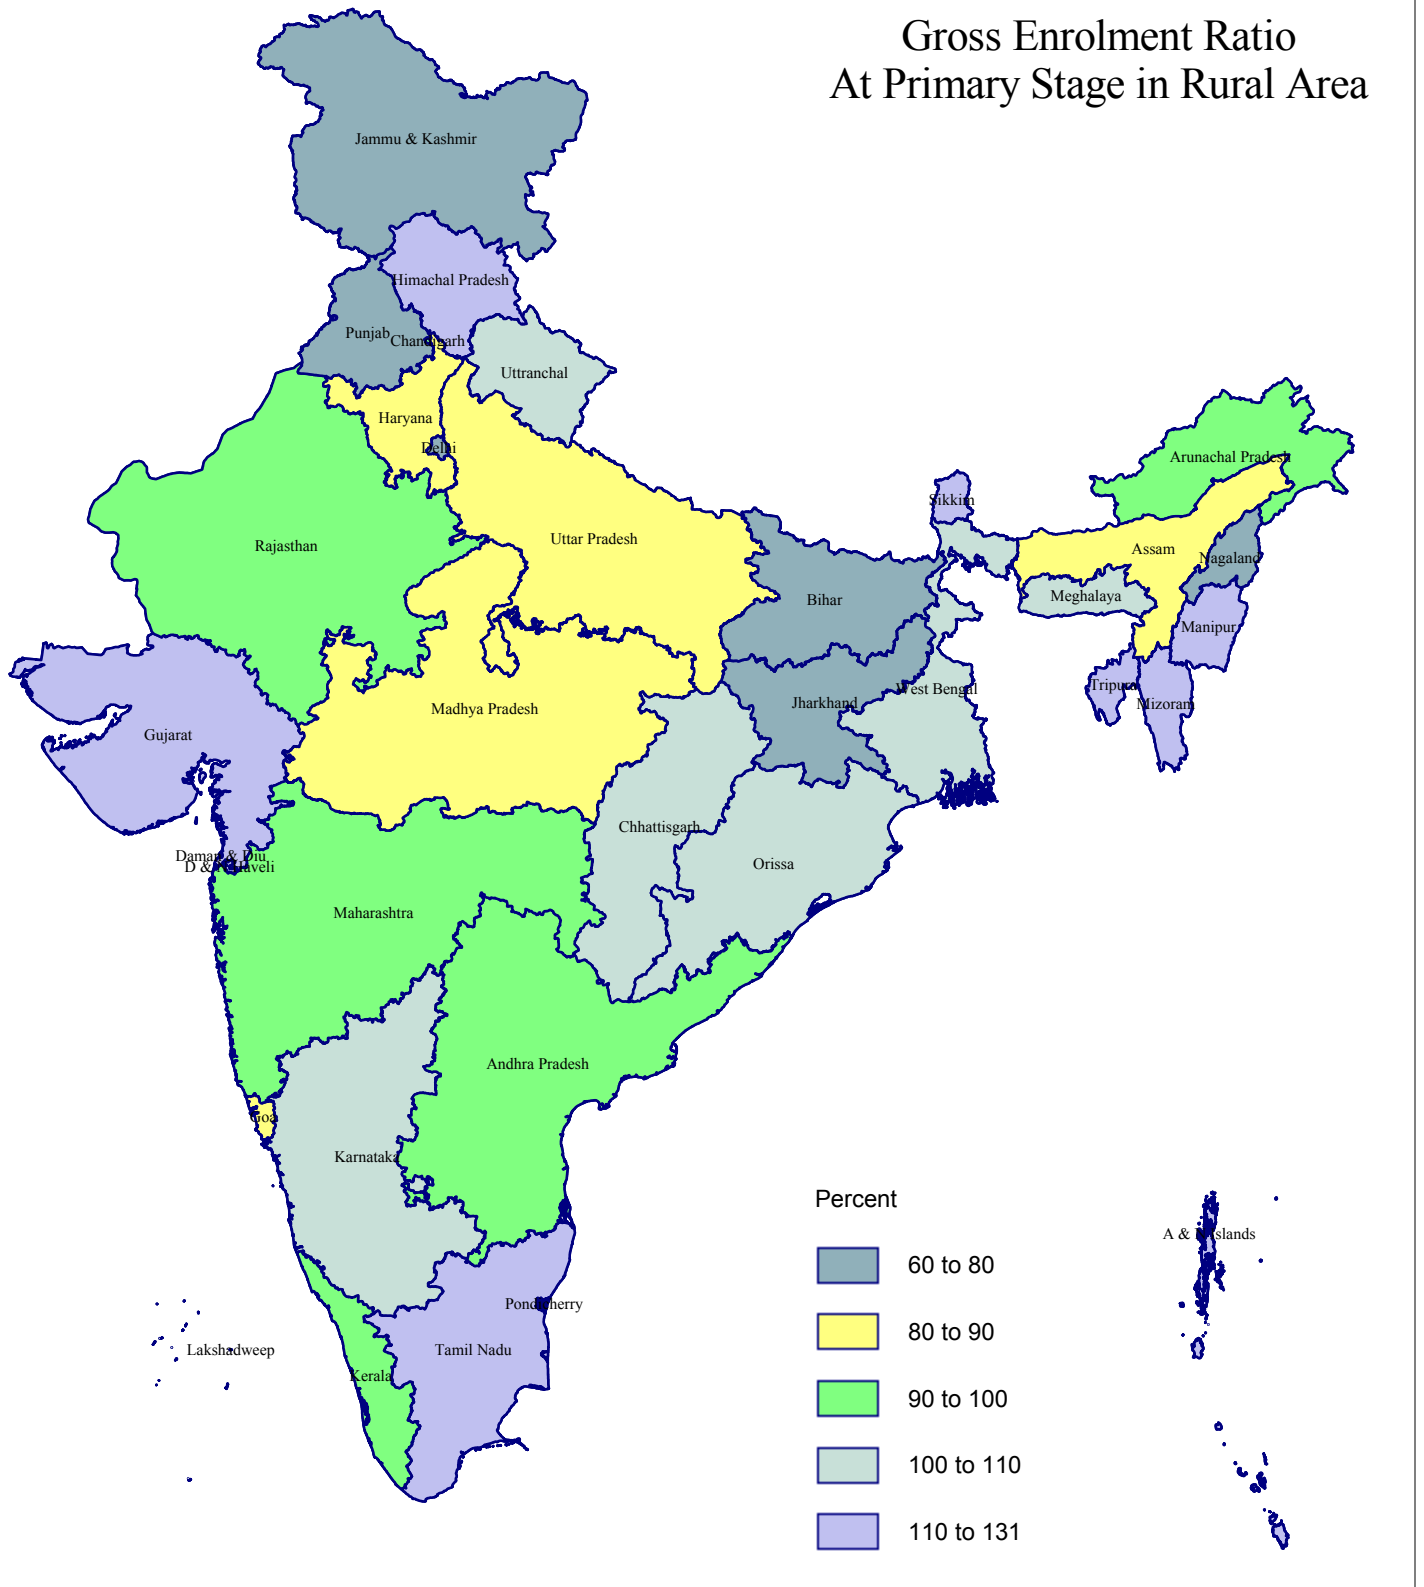 Gross Enrolment Ratio
At Primary Stage in Rural Area
Jammu & Kashmir
Himachal Pradesh
Punjab
Chandigarh
Uttranchal
Haryana
Delhi
Arunachal Pradesh
Sikkim
Rajasthan
Uttar Pradesh
Assam
Nagaland
Bihar
Meghalaya
Manipur
Tripura
West Bengal
Jharkhand
Mizoram
Madhya Pradesh
Gujarat
Chhattisgarh
Daman & Diu
D & N Haveli
Orissa
Maharashtra
Andhra Pradesh
Goa
Karnataka
Percent
A & N Islands
60 to 80
Pondicherry
80 to 90
Lakshadweep
Tamil Nadu
Kerala
90 to 100
100 to 110
110 to 131